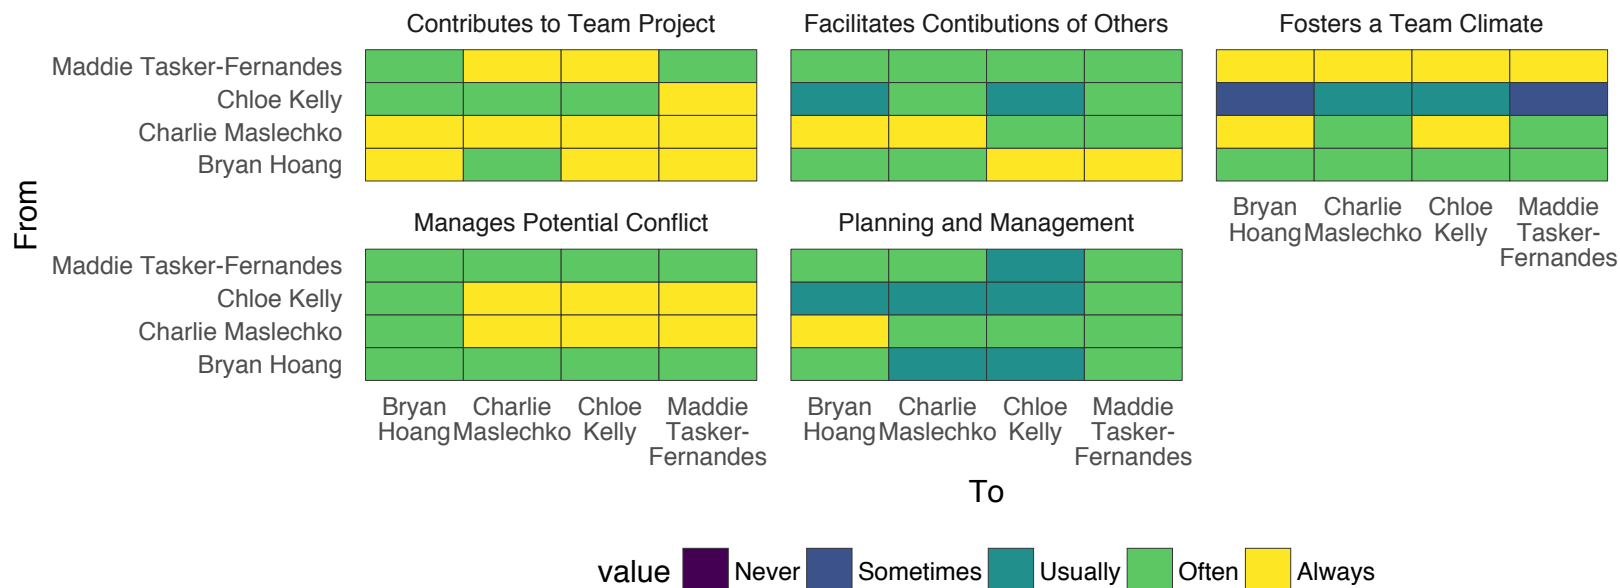 Contributes to Team Project
Facilitates Contibutions of Others
Fosters a Team Climate
Maddie Tasker-Fernandes
Chloe Kelly
Charlie Maslechko
Bryan Hoang
Bryan Hoang
Charlie Maslechko
Chloe Kelly
Maddie Tasker-Fernandes
From
Manages Potential Conflict
Planning and Management
Maddie Tasker-Fernandes
Chloe Kelly
Charlie Maslechko
Bryan Hoang
Bryan Hoang
Charlie Maslechko
Chloe Kelly
Maddie Tasker-Fernandes
Bryan Hoang
Charlie Maslechko
Chloe Kelly
Maddie Tasker-Fernandes
To
value Never Sometimes Usually Often Always